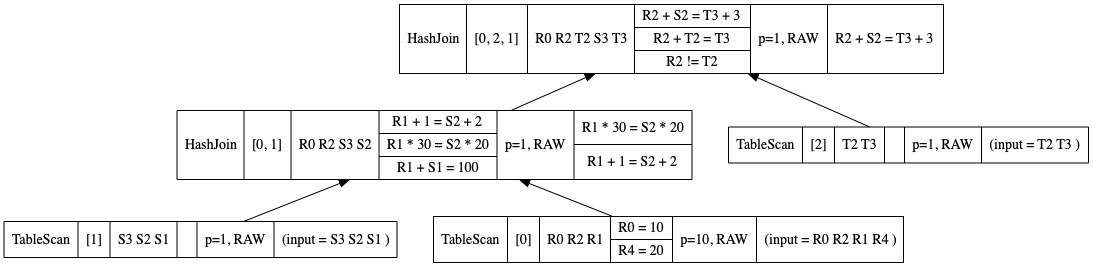 HashJoin [0, 2, 1] R0 R2 T2 S3 T3 R2 + S2 = T3 + 3 p=1, RAW R2 + S2 = T3 + 3
R2 + T2 = T3
R2 != T2
HashJoin [0, 1] R0 R2 S3 S2 R1 + 1 = S2 + 2 p=1, RAW R1 * 30 = S2 * 20
R1 * 30 = S2 * 20 R1 + 1 = S2 + 2
R1 + S1 = 100
TableScan [2] T2 T3 p=1, RAW (input = T2 T3 )
TableScan [1] S3 S2 S1 p=1, RAW (input = S3 S2 S1 )
TableScan [0] R0 R2 R1 R0 = 10 p=10, RAW (input = R0 R2 R1 R4 )
R4 = 20